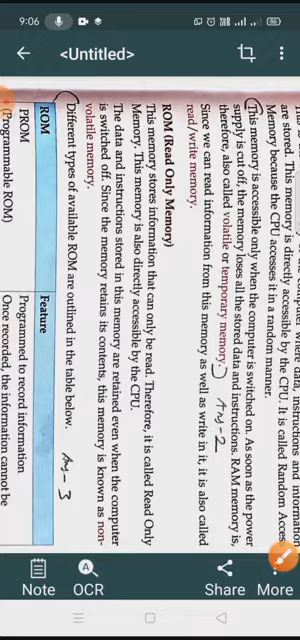 9:06
<Untitled>
of the computer where data, instructions and information
are stored. This memory is directly accessible by the CPU. It is called Random Access
Memory because the CPU accesses it in a random manner.
This memory is accessible only when the computer is switched on. As soon as the power
supply is cut off, the memory loses all the stored data and instructions. RAM memory is,
therefore, also called volatile or temporary memory. Ans-2
Since we can read information from this memory as well as write in it, it is also called
read/write memory.
ROM (Read Only Memory)
This memory stores information that can only be read. Therefore, it is called Read Only
Memory. This memory is also directly accessible by the CPU.
The data and instructions stored in this memory are retained even when the computer
is switched off. Since the memory retains its contents, this memory is known as non-
volatile memory.
Ans-3
Different types of available ROM are outlined in the table below.
ROM Feature
PROM Programmed to record information
(Programmable ROM) Once recorded, the information cannot be
Note OCR Share More